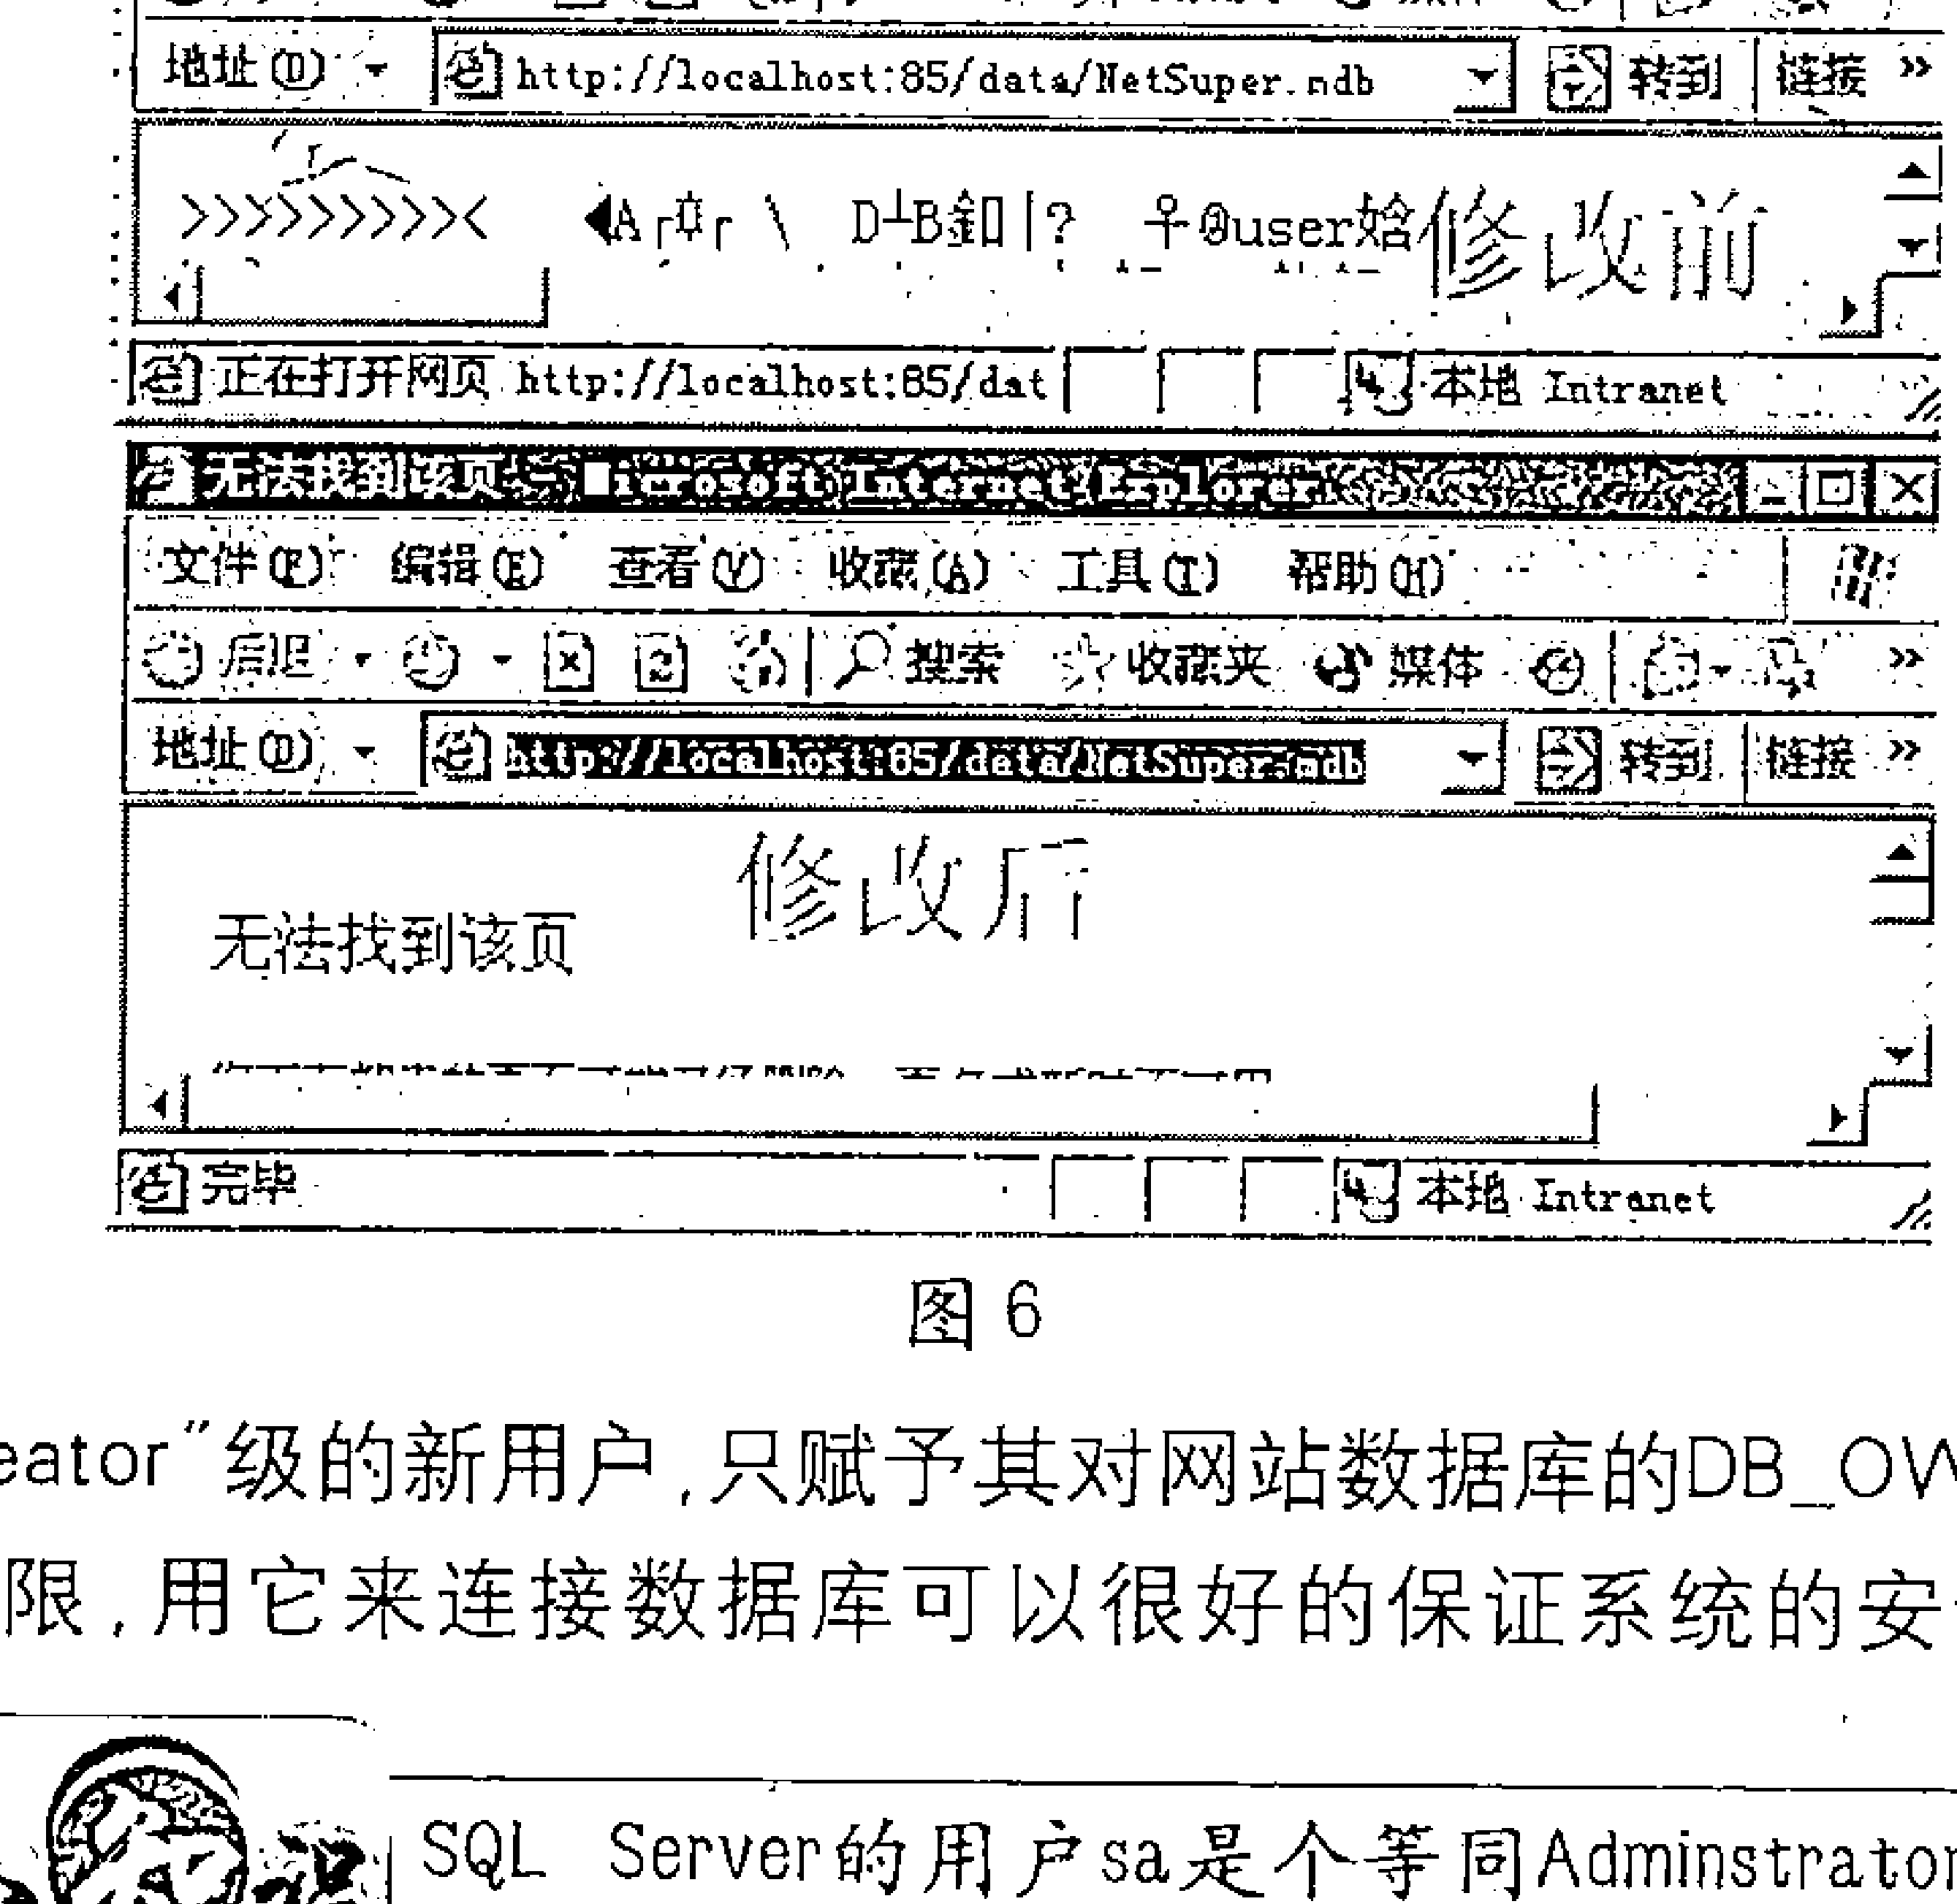 地址(D) http://localhost:85/data/NetSuper.mdb 转到 链接 »
>>>>>>>>>< user 修改前
正在打开网页 http://localhost:85/dat 本地 Intranet
无法找到该页 - Microsoft Internet Explorer
文件(F) 编辑(E) 查看(V) 收藏(A) 工具(T) 帮助(H)
后退 搜索 收藏夹 媒体 »
地址(D) http://localhost:85/data/NetSuper.mdb 转到 链接 »
修改后
无法找到该页
完毕 本地 Intranet
图 6
eator"级的新用户,只赋予其对网站数据库的DB_OW
限,用它来连接数据库可以很好的保证系统的安
SQL Server的用户sa是个等同Adminstrator